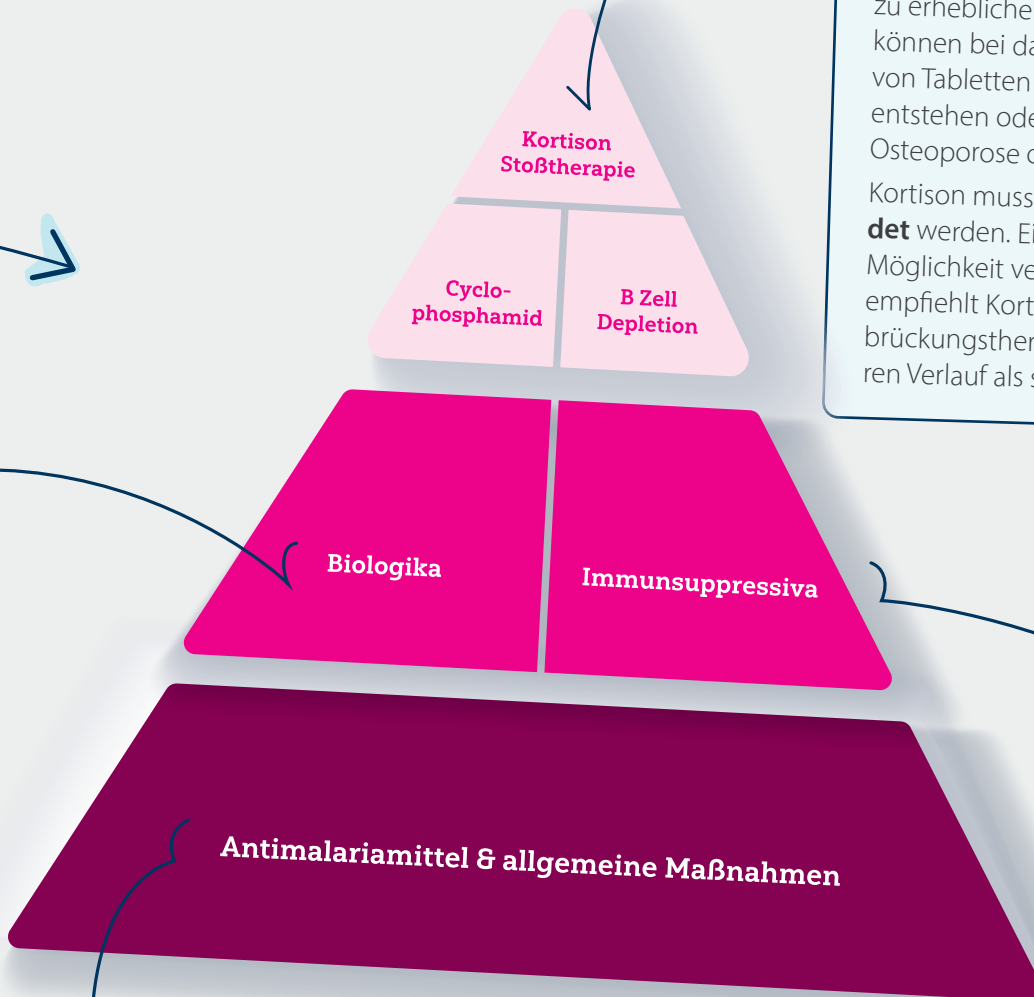 Kortison
Stoßtherapie
Cyclo-
phosphamid
B Zell
Depletion
Biologika
Immunsuppressiva
Antimalariamittel & allgemeine Maßnahmen
zu erhebliche
können bei da
von Tabletten
entstehen ode
Osteoporose
Kortison muss
det werden. Ei
Möglichkeit ve
empfiehlt Kort
brückungsther
ren Verlauf als